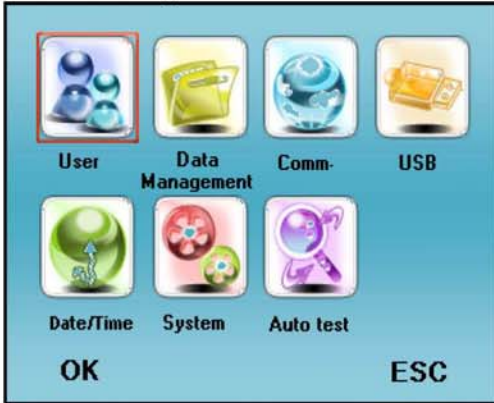 User
Data
Management
Comm-
USB
Date/Time
System
Auto test
OK
ESC